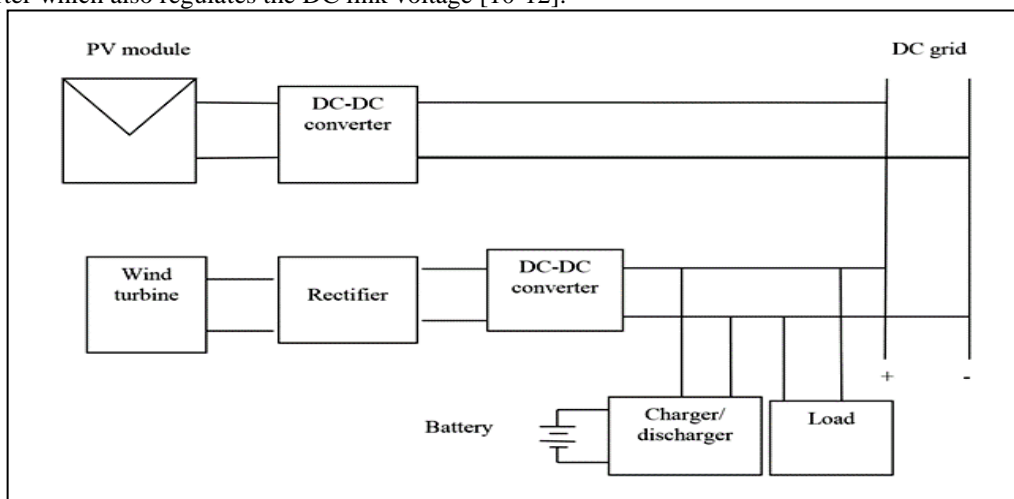 which also regulates the DC link voltage [10-12].
PV module
DC grid
DC-DC
converter
Wind
turbine
Rectifier
DC-DC
converter
+
-
Battery
Charger/
discharger
Load